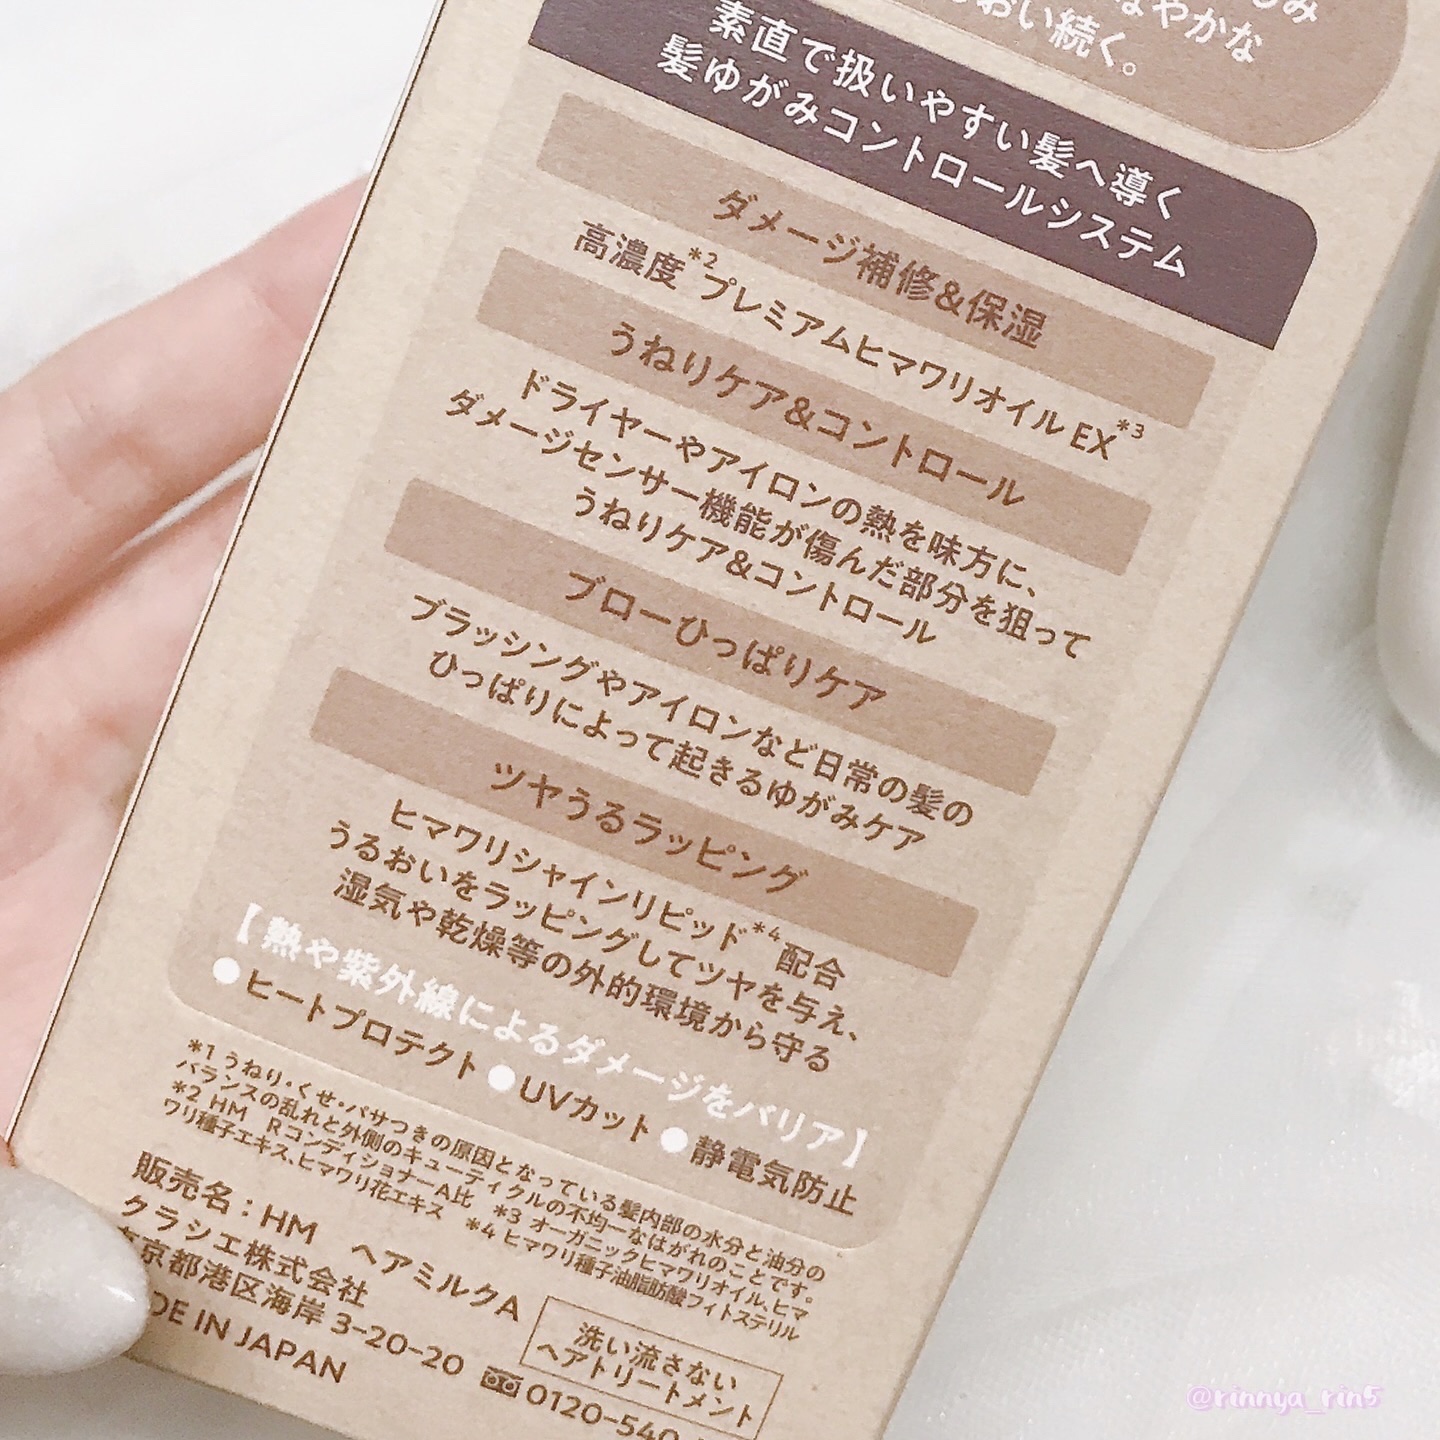 おい続く。
素直で扱いやすい髪へ導く
髪ゆがみコントロールシステム
ダメージ補修&保湿
高濃度*2プレミアムヒマワリオイルEX*3
うねりケア&コントロール
ドライヤーやアイロンの熱を味方に、
ダメージセンサー機能が傷んだ部分を狙って
うねりケア&コントロール
ブローひっぱりケア
ブラッシングやアイロンなど日常の髪の
ひっぱりによって起きるゆがみケア
ツヤうるラッピング
ヒマワリシャインリピッド*4配合
うるおいをラッピングしてツヤを与え、
湿気や乾燥等の外的環境から守る
【熱や紫外線によるダメージをバリア】
●ヒートプロテクト●UVカット●静電気防止
*1 うねり・くせ・パサつきの原因となっている髪内部の水分と油分の
バランスの乱れと外側のキューティクルの不均一なはがれのことです。
*2 HM Rコンディショナー A比 *3 オーガニックヒマワリオイル、ヒマ
ワリ種子エキス、ヒマワリ花エキス *4 ヒマワリ種子油脂肪酸フィトステリル
販売名：HM ヘアミルクA
クラシエ株式会社
京都港区海岸 3-20-20
DE IN JAPAN
洗い流さない
ヘアトリートメント
0120-540
@rinnya_rin5